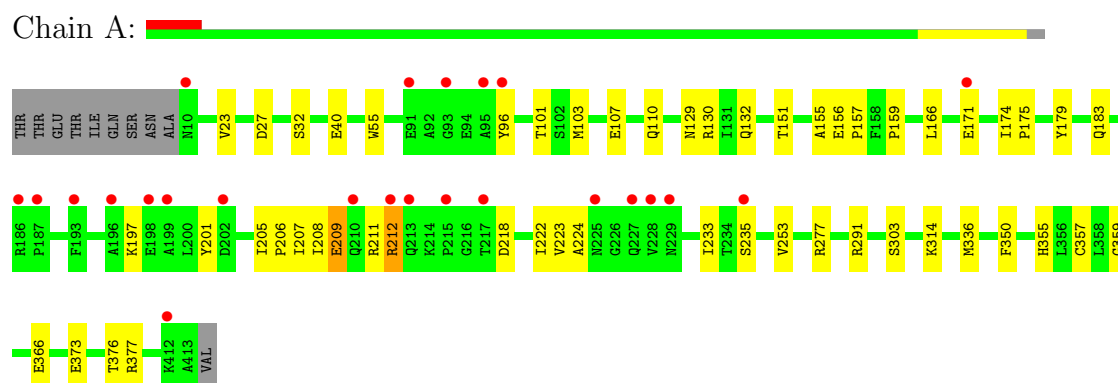 Chain A:
THR THR GLU THR ILE GLN SER ASN ALA N10 V23 D27 S32 E40 W55 E91 A92 G93 E94 A95 Y96 T101 S102 M103 E107 Q110 N129 R130 I131 Q132 T151 A155 E156 P157 F158 P159 L166 E171 I174 P175 Y179 Q183
R186 P187 F193 A196 K197 E198 A199 L200 Y201 D202 I205 P206 I207 I208 E209 Q210 R211 R212 Q213 K214 P215 G216 T217 D218 I222 V223 A224 N225 G226 Q227 V228 N229 I233 T234 S235 V253 R277 R291 S303 K314 M336 F350 H355 L356 C357 L358 G359
E366 E373 T376 R377 K412 A413 VAL